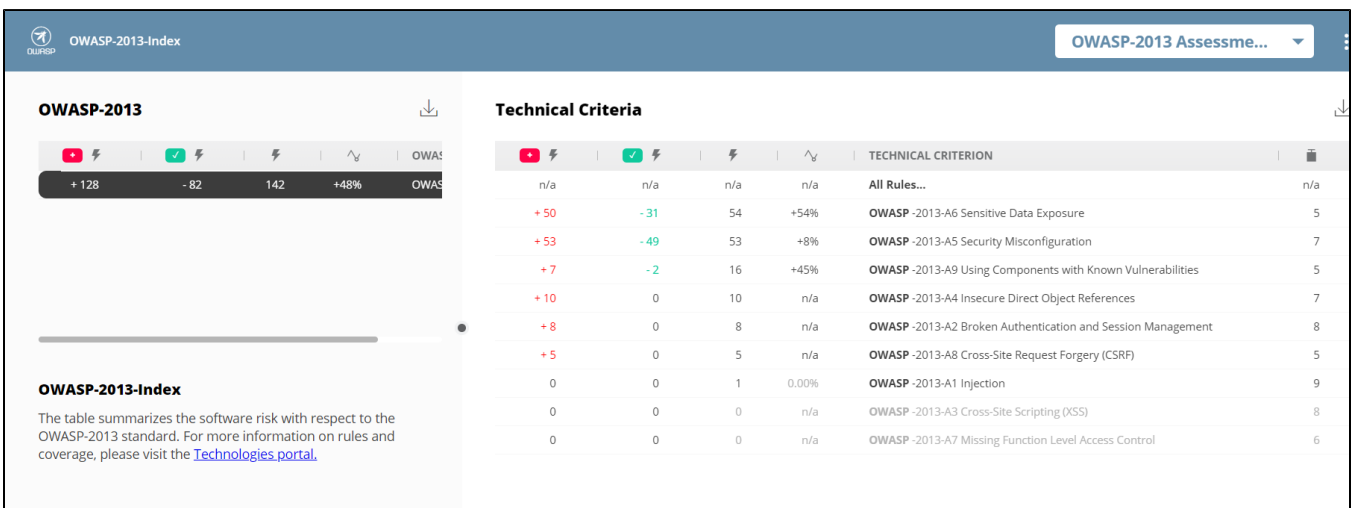 OWASP
OWASP-2013-Index
OWASP-2013 Assessme...
OWASP-2013
OWAS
+ 128 - 82 142 +48% OWAS
OWASP-2013-Index
The table summarizes the software risk with respect to the
OWASP-2013 standard. For more information on rules and
coverage, please visit the Technologies portal.
Technical Criteria
TECHNICAL CRITERION
n/a n/a n/a n/a All Rules... n/a
+ 50 - 31 54 +54% OWASP -2013-A6 Sensitive Data Exposure 5
+ 53 - 49 53 +8% OWASP -2013-A5 Security Misconfiguration 7
+ 7 - 2 16 +45% OWASP -2013-A9 Using Components with Known Vulnerabilities 5
+ 10 0 10 n/a OWASP -2013-A4 Insecure Direct Object References 7
+ 8 0 8 n/a OWASP -2013-A2 Broken Authentication and Session Management 8
+ 5 0 5 n/a OWASP -2013-A8 Cross-Site Request Forgery (CSRF) 5
0 0 1 0.00% OWASP -2013-A1 Injection 9
0 0 0 n/a OWASP -2013-A3 Cross-Site Scripting (XSS) 8
0 0 0 n/a OWASP -2013-A7 Missing Function Level Access Control 6